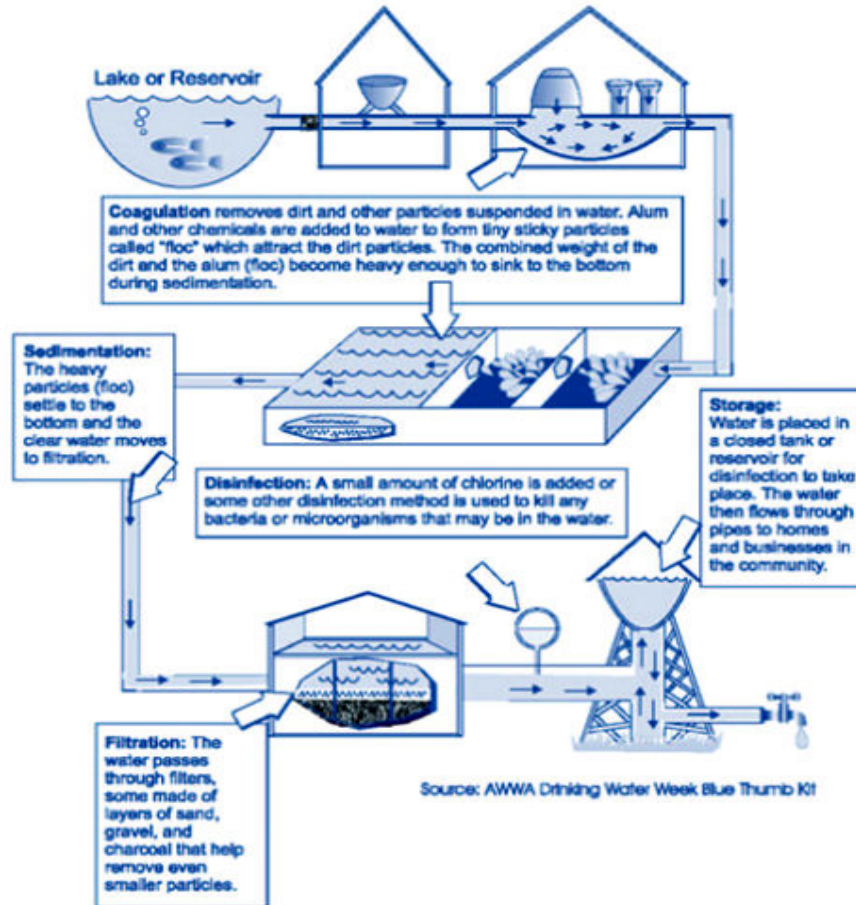 Lake or Reservoir
Coagulation removes dirt and other particles suspended in water. Alum
and other chemicals are added to water to form tiny sticky particles
called "floc" which attract the dirt particles. The combined weight of the
dirt and the alum (floc) become heavy enough to sink to the bottom
during sedimentation.
Sedimentation:
The heavy
particles (floc)
settle to the
bottom and the
clear water moves
to filtration.
Storage:
Water is placed in
a closed tank or
reservoir for
disinfection to take
place. The water
then flows through
pipes to homes
and businesses in
the community.
Disinfection: A small amount of chlorine is added or
some other disinfection method is used to kill any
bacteria or microorganisms that may be in the water.
Filtration: The
water passes
through filters,
some made of
layers of sand,
gravel, and
charcoal that help
remove even
smaller particles.
Source: AWWA Drinking Water Week Blue Thumb Kit